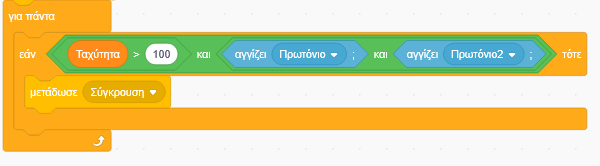 για πάντα
εάν Ταχύτητα > 100 και αγγίζει Πρωτόνιο ; και αγγίζει Πρωτόνιο2 ; τότε
μετάδωσε Σύγκρουση